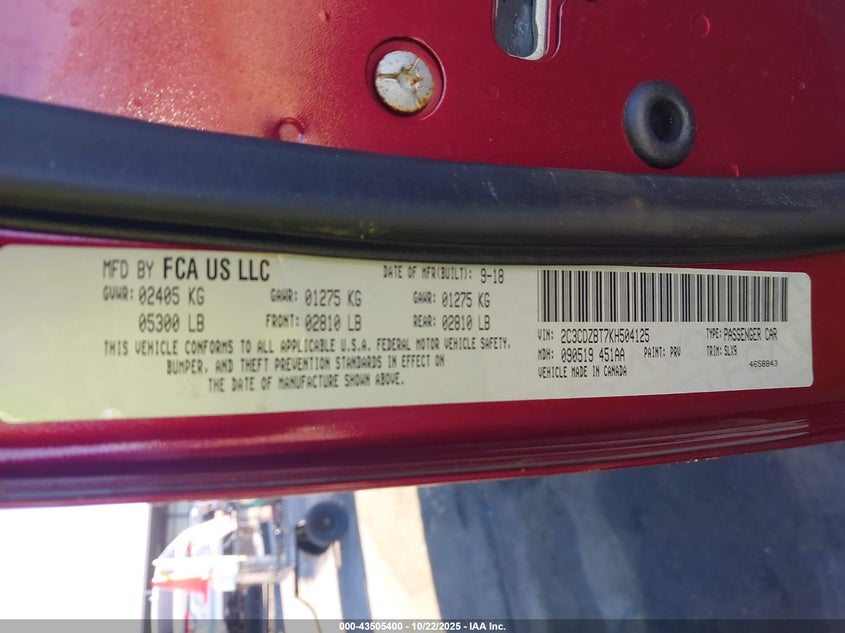 MFD BY FCA US LLC DATE OF MFR(BUILT): 9-18
GVWR: 02405 KG GAWR: 01275 KG GAWR: 01275 KG
05300 LB FRONT: 02810 LB REAR: 02810 LB
THIS VEHICLE CONFORMS TO ALL APPLICABLE U.S.A. FEDERAL MOTOR VEHICLE SAFETY,
BUMPER, AND THEFT PREVENTION STANDARDS IN EFFECT ON
THE DATE OF MANUFACTURE SHOWN ABOVE.
VIN: 2C3CDZBT7KH504125 TYPE: PASSENGER CAR
MDH: 090519 451AA PAINT: PRV TRIM: SLX9
VEHICLE MADE IN CANADA 4658843
000-43505400 - 10/22/2025 - IAA Inc.